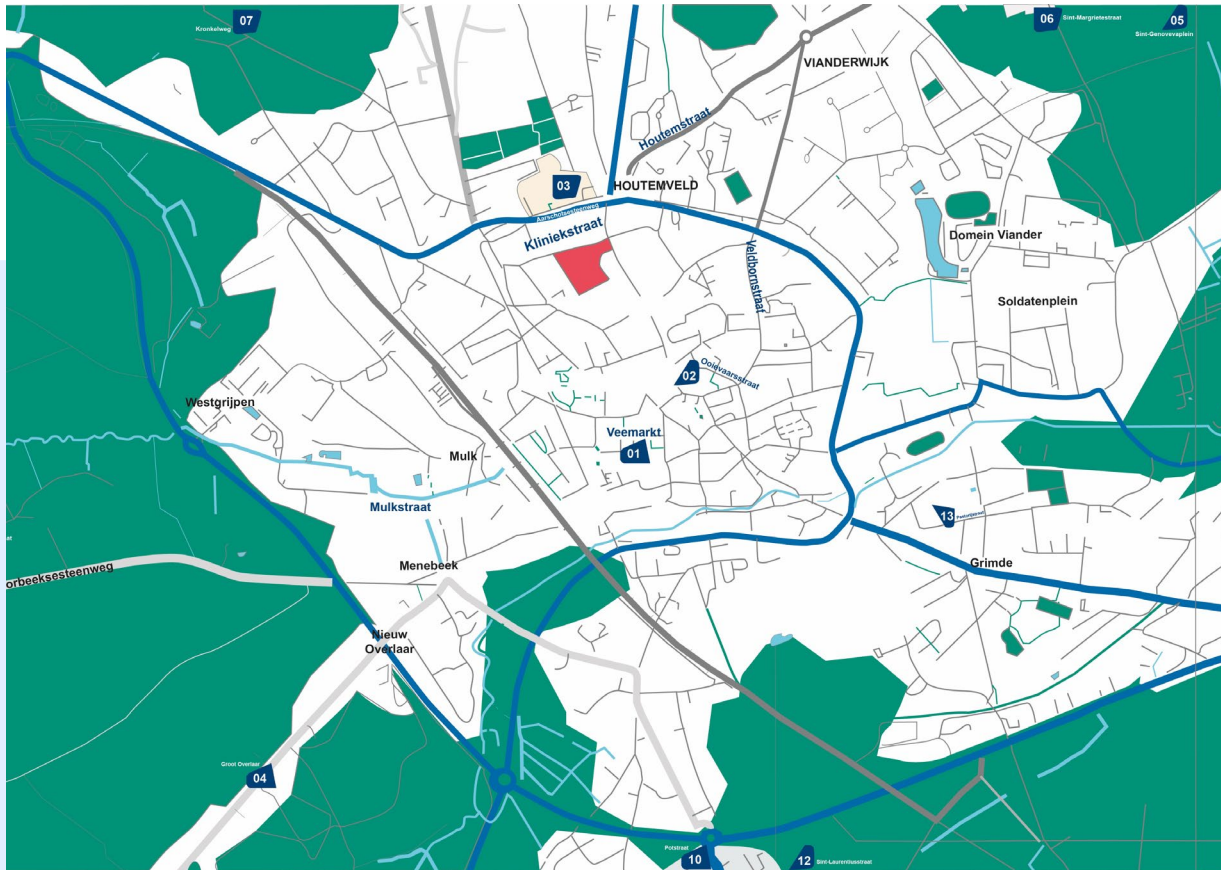 07
Kronkelweg
06
Sint-Margrietestraat
05
Sint-Genovevaplein
VIANDERWIJK
Houtemstraat
03
HOUTEMVELD
Aarschotsesteenweg
Kliniekstraat
Domein Viander
Veldbornstraat
Soldatenplein
02
Ooievaarsstraat
Westgrijpen
Veemarkt
01
Mulk
Mulkstraat
13
Pastorijstraat
at
Menebeek
Grimde
orbeeksesteenweg
Nieuw
Overlaar
Groot Overlaar
04
Potstraat
10
12
Sint-Laurentiusstraat